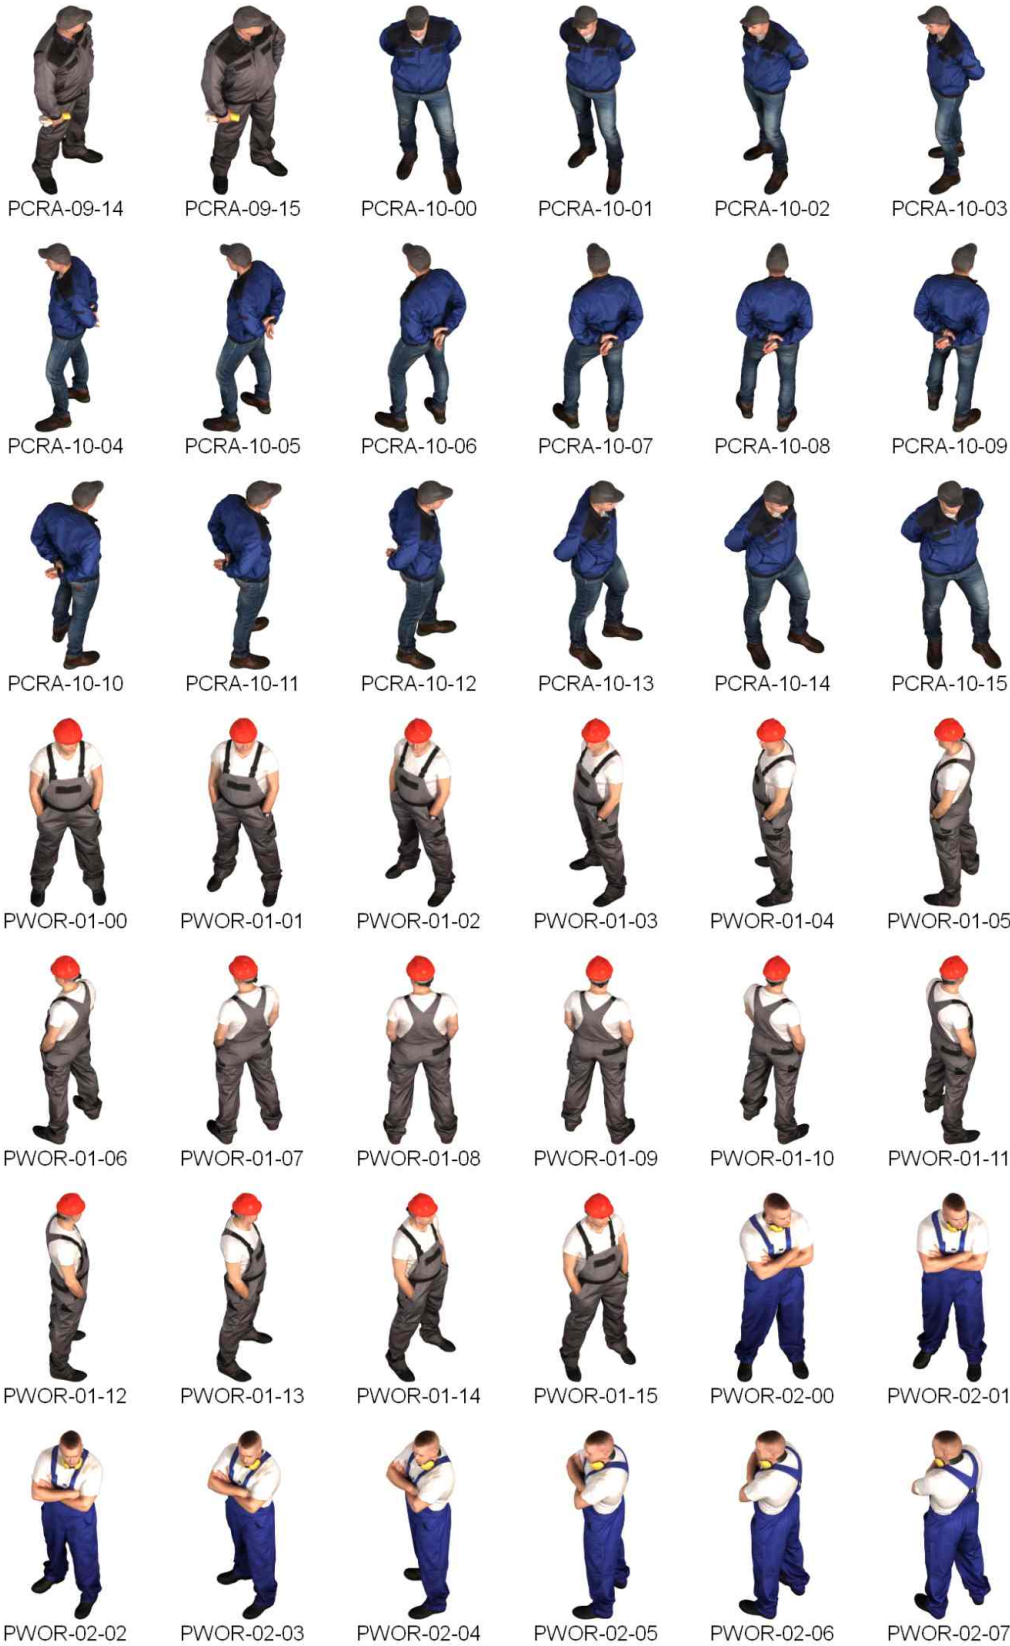 PCRA-09-14 PCRA-09-15 PCRA-10-00 PCRA-10-01 PCRA-10-02 PCRA-10-03
PCRA-10-04 PCRA-10-05 PCRA-10-06 PCRA-10-07 PCRA-10-08 PCRA-10-09
PCRA-10-10 PCRA-10-11 PCRA-10-12 PCRA-10-13 PCRA-10-14 PCRA-10-15
PWOR-01-00 PWOR-01-01 PWOR-01-02 PWOR-01-03 PWOR-01-04 PWOR-01-05
PWOR-01-06 PWOR-01-07 PWOR-01-08 PWOR-01-09 PWOR-01-10 PWOR-01-11
PWOR-01-12 PWOR-01-13 PWOR-01-14 PWOR-01-15 PWOR-02-00 PWOR-02-01
PWOR-02-02 PWOR-02-03 PWOR-02-04 PWOR-02-05 PWOR-02-06 PWOR-02-07